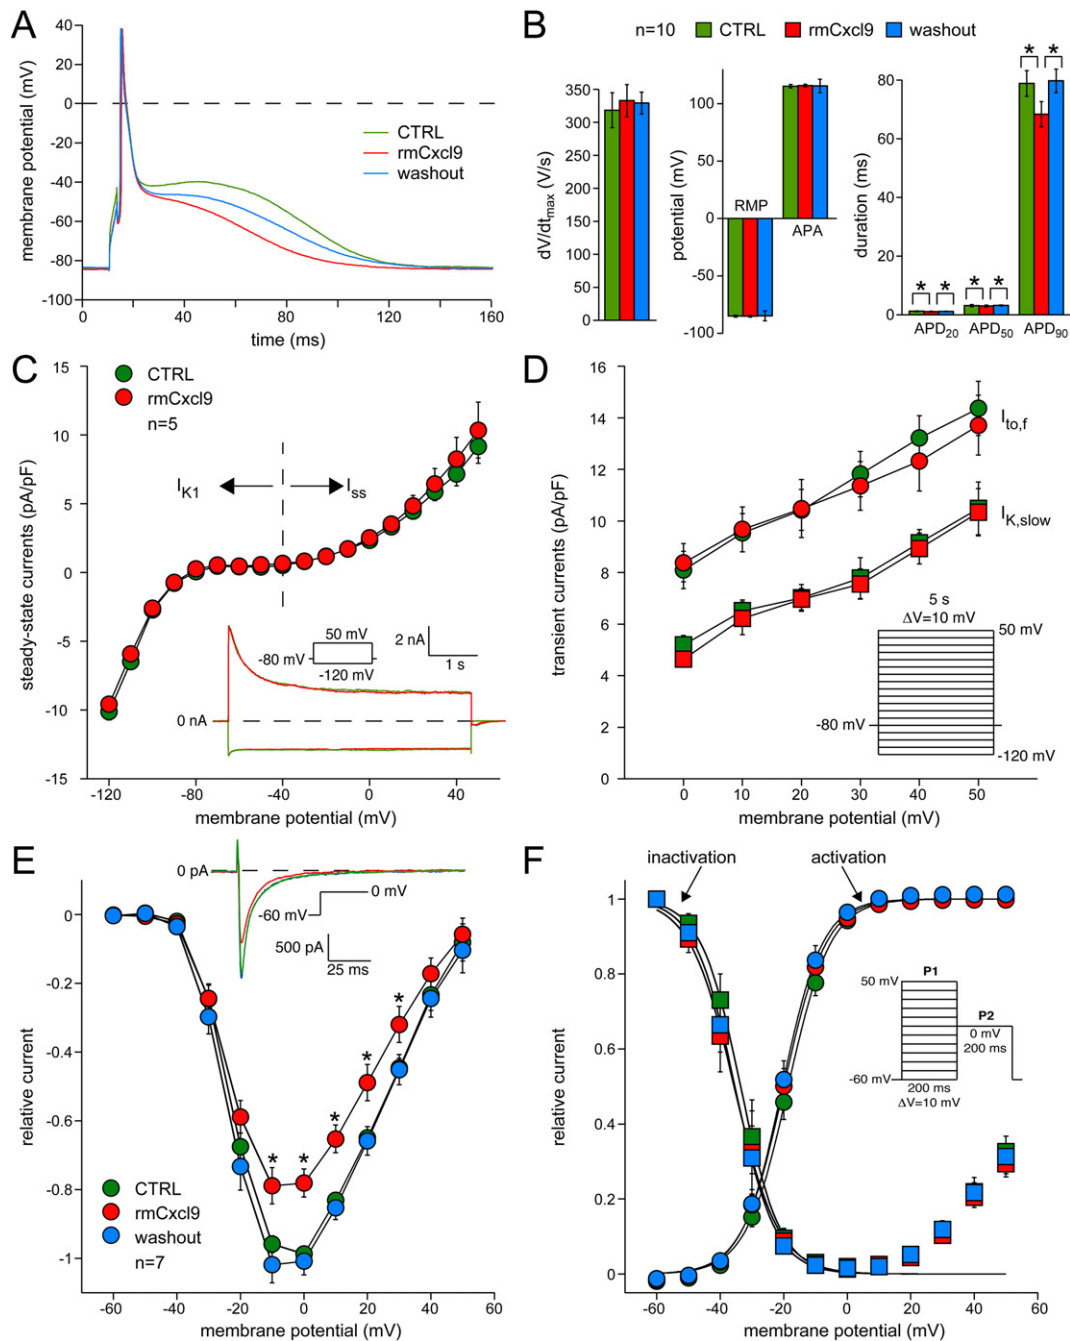 A
membrane potential (mV)
40
20
0
-20
-40
-60
-80
-100
CTRL
rmCxcl9
washout
0 40 80 120 160
time (ms)
B
n=10 CTRL rmCxcl9 washout
dV/dtmax (V/s)
350
300
250
200
150
100
50
0
potential (mV)
100
50
0
-50
-100
RMP
APA
duration (ms)
80
60
40
20
0
* *
* *
* *
APD20 APD50 APD90
C
steady-state currents (pA/pF)
15
10
5
0
-5
-10
-15
CTRL
rmCxcl9
n=5
IK1 Iss
50 mV
-80 mV
-120 mV
2 nA
1 s
0 nA
-120 -80 -40 0 40
membrane potential (mV)
D
transient currents (pA/pF)
16
14
12
10
8
6
4
2
0
Ito,f
IK,slow
5 s
ΔV=10 mV
50 mV
-80 mV
-120 mV
0 10 20 30 40 50
membrane potential (mV)
E
relative current
0
-0.2
-0.4
-0.6
-0.8
-1
0 pA
0 mV
-60 mV
500 pA
25 ms
* * * * *
CTRL
rmCxcl9
washout
n=7
-60 -40 -20 0 20 40 60
membrane potential (mV)
F
inactivation activation
relative current
1
0.8
0.6
0.4
0.2
0
P1
50 mV
P2
0 mV
200 ms
-60 mV
200 ms
ΔV=10 mV
-60 -40 -20 0 20 40 60
membrane potential (mV)